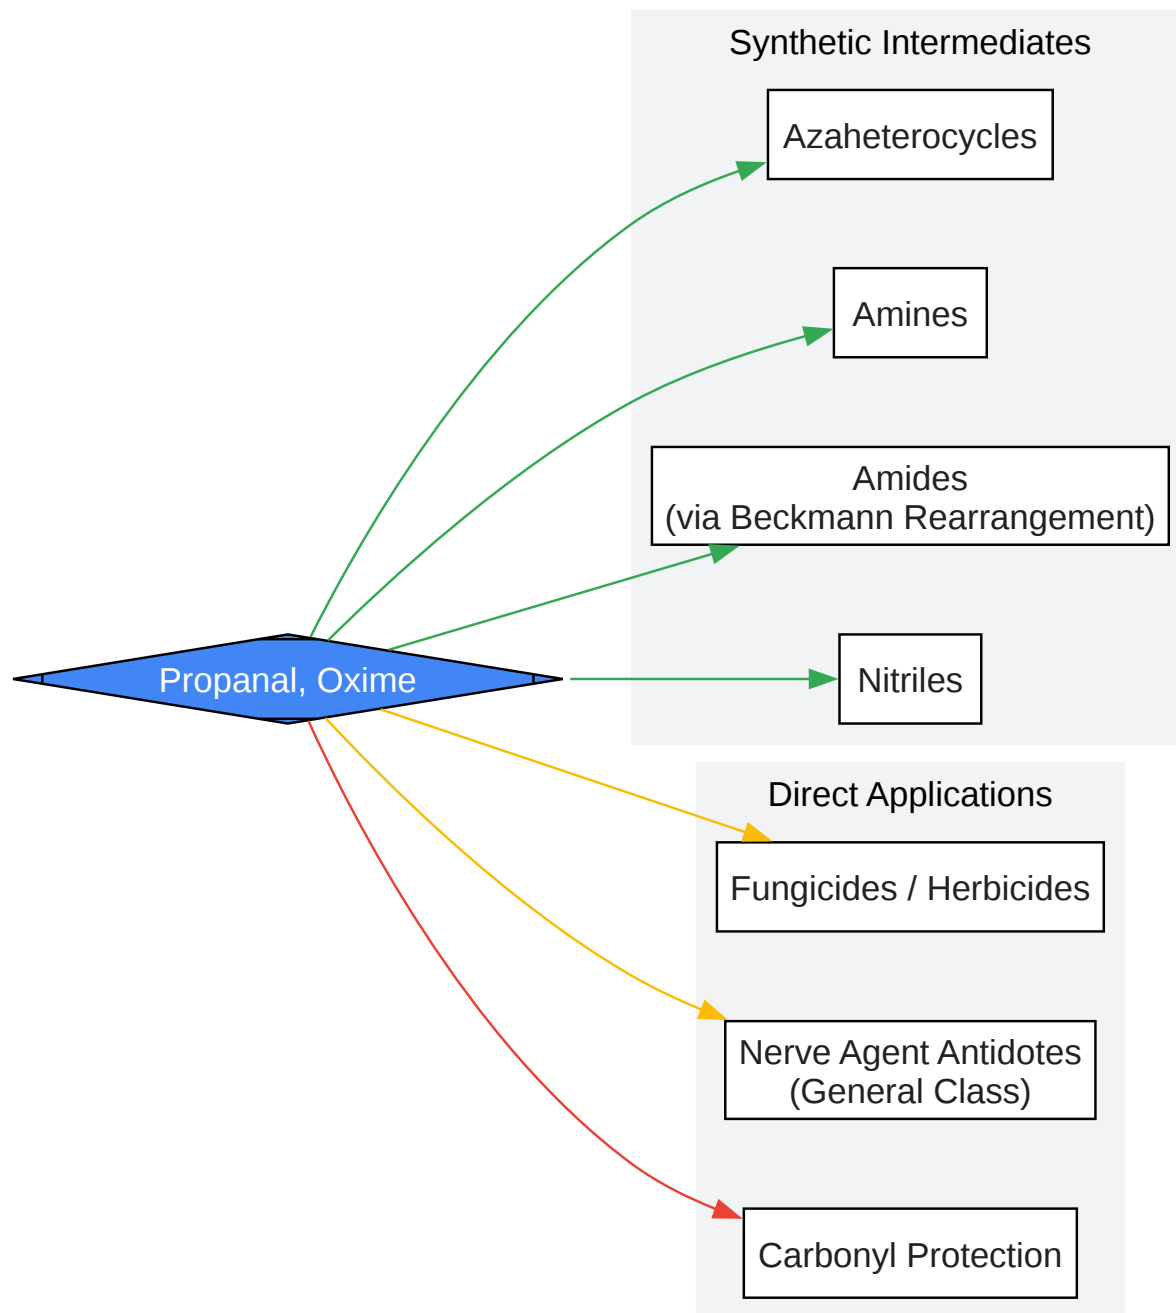 Synthetic Intermediates
Azaheterocycles
Amines
Amides
(via Beckmann Rearrangement)
Propanal, Oxime
Nitriles
Direct Applications
Fungicides / Herbicides
Nerve Agent Antidotes
(General Class)
Carbonyl Protection